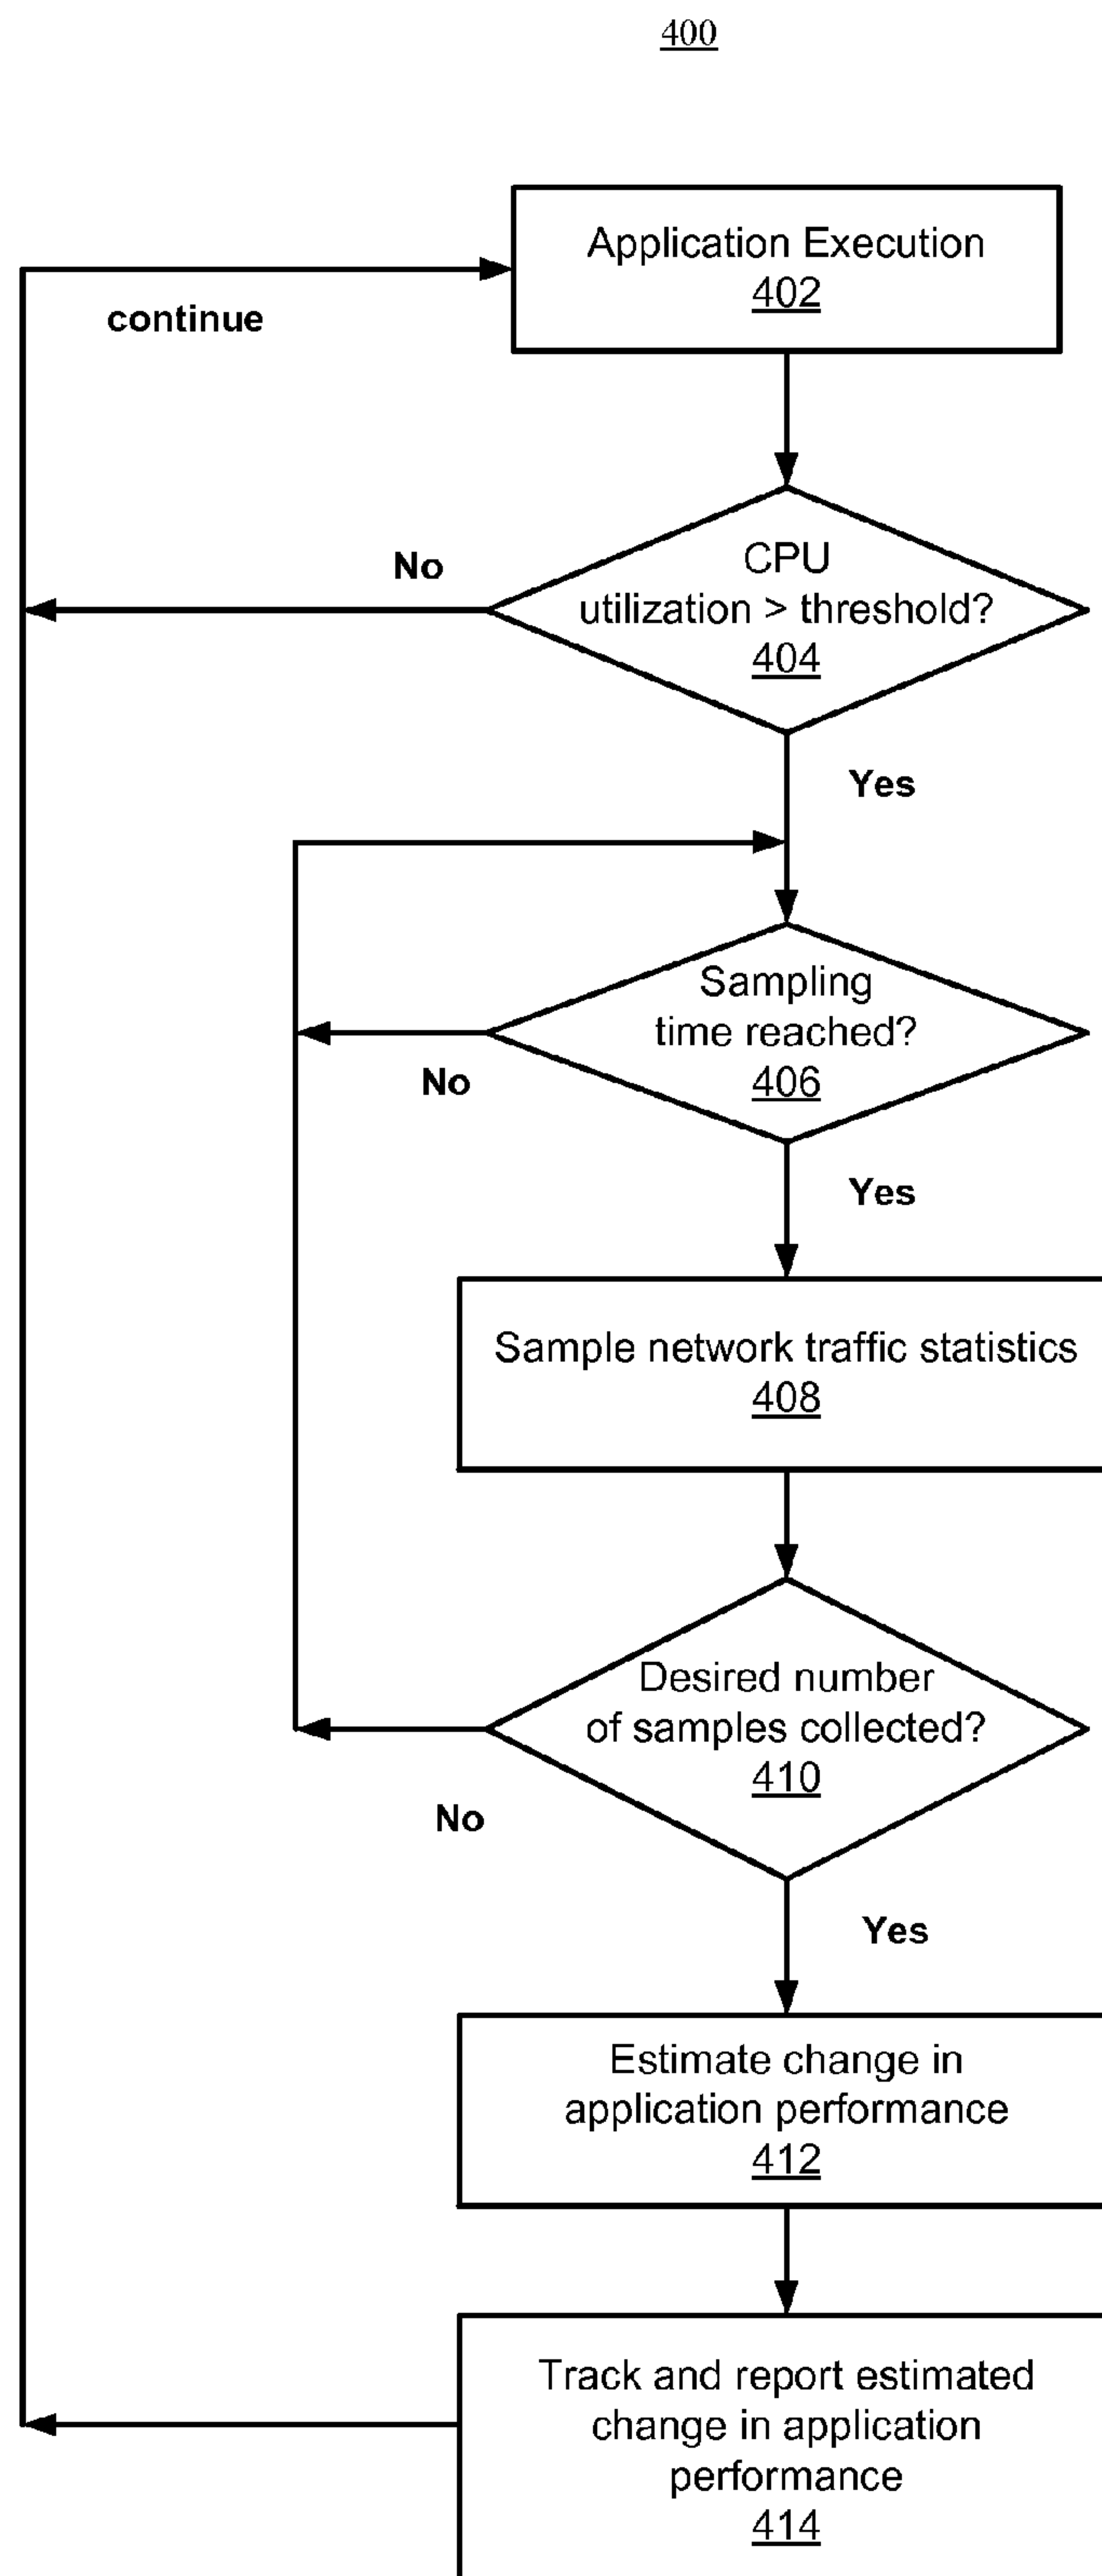 400
Application Execution
402
continue
No
CPU
utilization > threshold?
404
Yes
Sampling
time reached?
406
No
Yes
Sample network traffic statistics
408
Desired number
of samples collected?
410
No
Yes
Estimate change in
application performance
412
Track and report estimated
change in application
performance
414